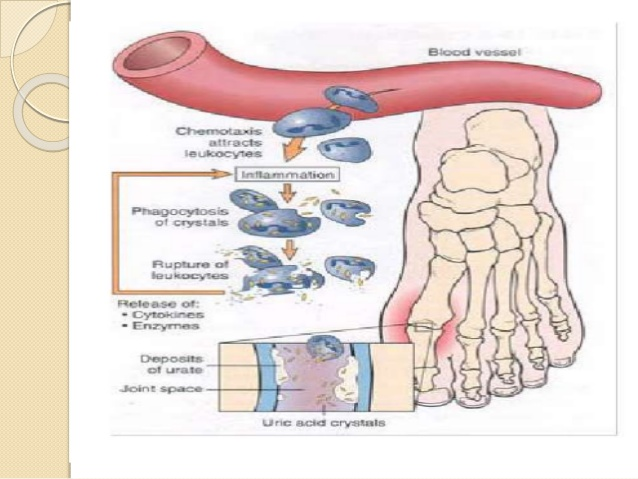 Blood vessel
Chemotaxis
attracts
leukocytes
Inflammation
Phagocytosis
of crystals
Rupture of
leukocytes
Release of:
• Cytokines
• Enzymes
Deposits
of urate
Joint space
Uric acid crystals